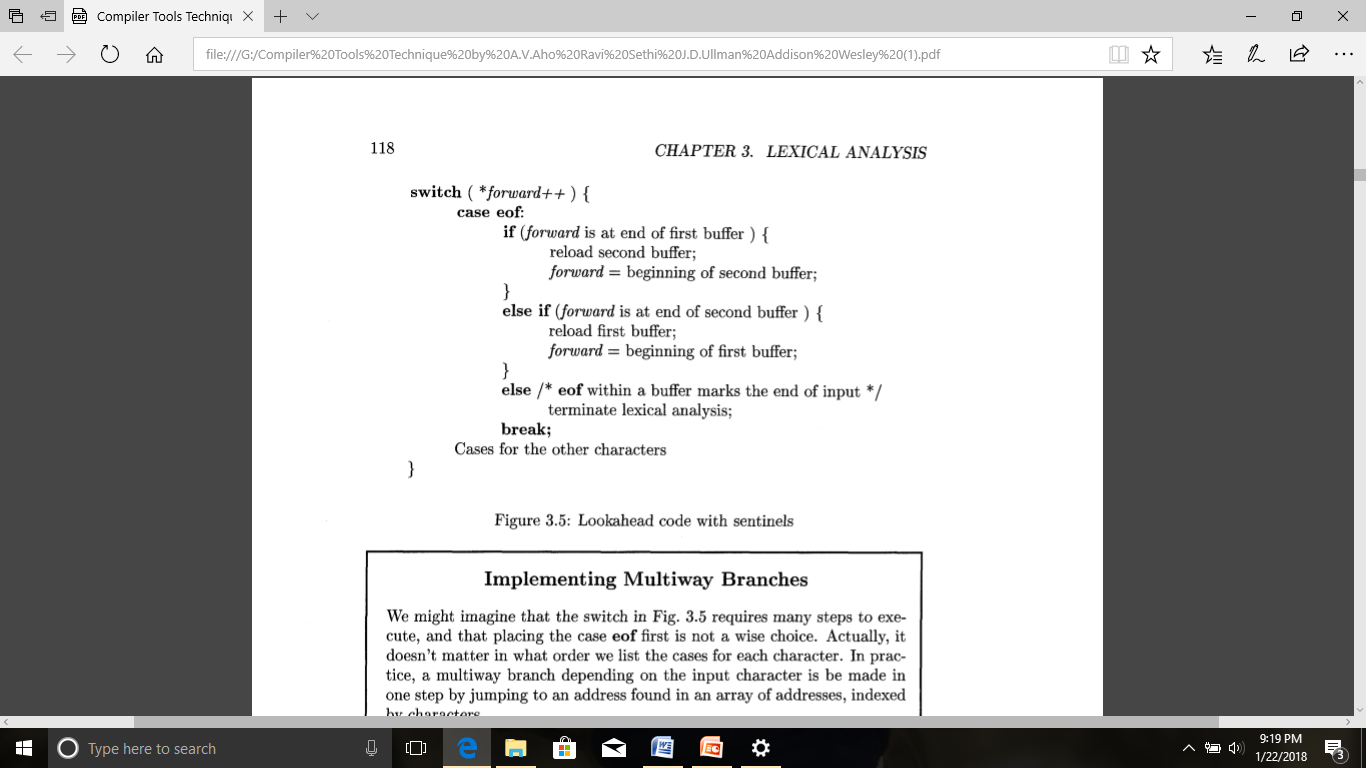 Compiler Tools Techniqu
file:///G:/Compiler%20Tools%20Technique%20by%20A.V.Aho%20Ravi%20Sethi%20J.D.Ullman%20Addison%20Wesley%20(1).pdf
118 CHAPTER 3. LEXICAL ANALYSIS
switch ( *forward++ ) {
case eof:
if (forward is at end of first buffer ) {
reload second buffer;
forward = beginning of second buffer;
}
else if (forward is at end of second buffer ) {
reload first buffer;
forward = beginning of first buffer;
}
else /* eof within a buffer marks the end of input */
terminate lexical analysis;
break;
Cases for the other characters
}
Figure 3.5: Lookahead code with sentinels
Implementing Multiway Branches
We might imagine that the switch in Fig. 3.5 requires many steps to exe-
cute, and that placing the case eof first is not a wise choice. Actually, it
doesn't matter in what order we list the cases for each character. In prac-
tice, a multiway branch depending on the input character is be made in
one step by jumping to an address found in an array of addresses, indexed
by characters.
Type here to search
9:19 PM
1/22/2018
3